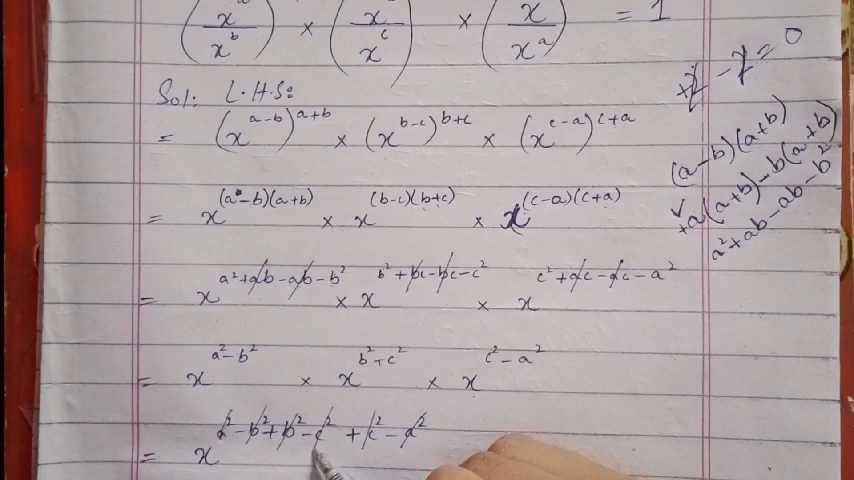 (x/x^b) × (x/x^c) × (x/x^a) = 1
+y - y = 0
Sol: L.H.S:
= (x^(a-b))^(a+b) × (x^(b-c))^(b+c) × (x^(c-a))^(c+a)
(a-b)(a+b)
+a(a+b)-b(a+b)
a²+ab-ab-b²
= x^((a-b)(a+b)) × x^((b-c)(b+c)) × x^((c-a)(c+a))
= x^(a²+ab-ab-b²) × x^(b²+bc-bc-c²) × x^(c²+ac-ac-a²)
= x^(a²-b²) × x^(b²-c²) × x^(c²-a²)
= x^(a²-b²+b²-c²+c²-a²)